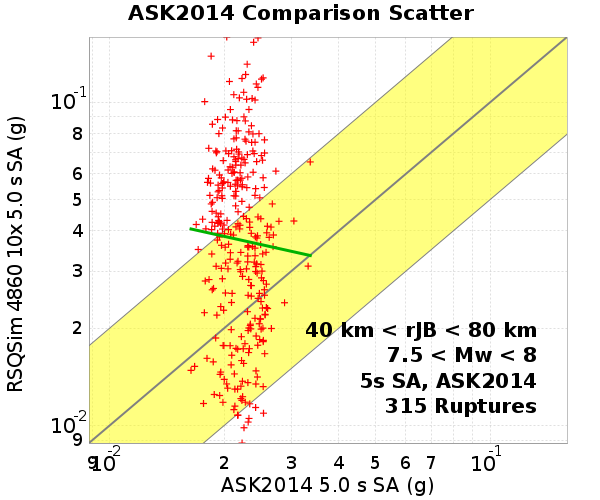 ASK2014 Comparison Scatter
RSQSim 4860 10x 5.0 s SA (g)
10⁻¹
8
6
5
4
3
2
10⁻²
9
40 km < rJB < 80 km
7.5 < Mw < 8
5s SA, ASK2014
315 Ruptures
9 10⁻² 2 3 4 5 6 7 10⁻¹
ASK2014 5.0 s SA (g)